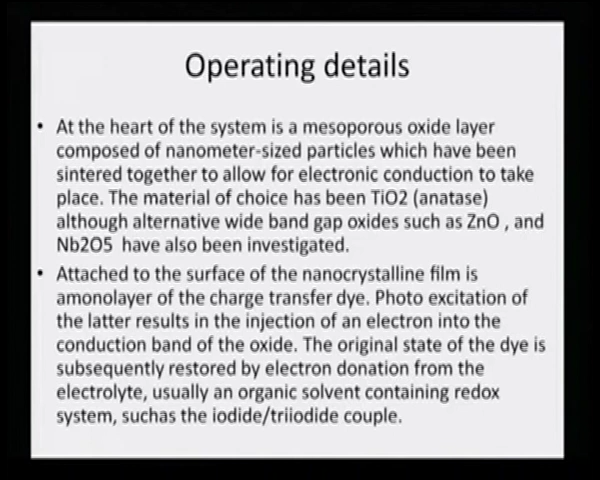 Operating details
• At the heart of the system is a mesoporous oxide layer
composed of nanometer-sized particles which have been
sintered together to allow for electronic conduction to take
place. The material of choice has been TiO2 (anatase)
although alternative wide band gap oxides such as ZnO , and
Nb2O5 have also been investigated.
• Attached to the surface of the nanocrystalline film is
amonolayer of the charge transfer dye. Photo excitation of
the latter results in the injection of an electron into the
conduction band of the oxide. The original state of the dye is
subsequently restored by electron donation from the
electrolyte, usually an organic solvent containing redox
system, suchas the iodide/triiodide couple.